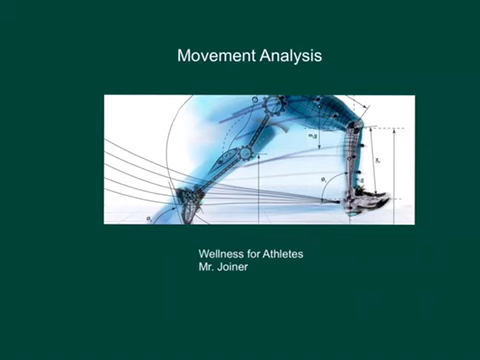 Movement Analysis
Wellness for Athletes
Mr. Joiner